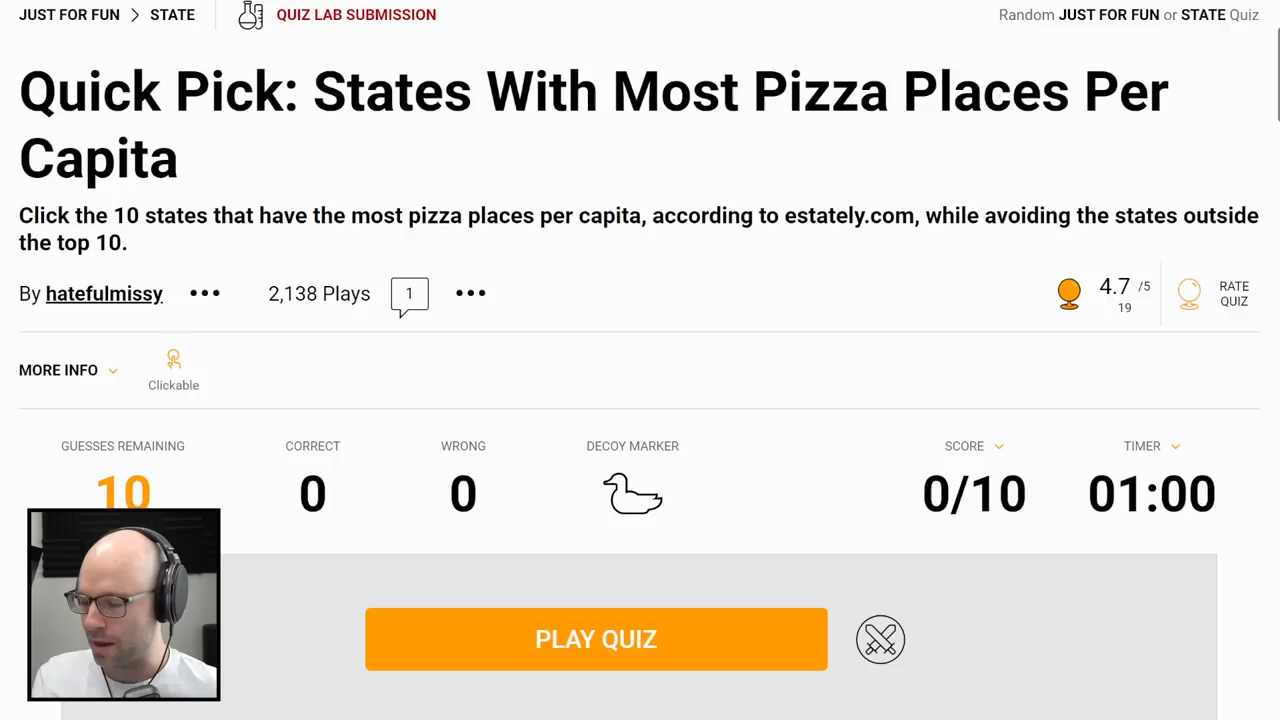 JUST FOR FUN > STATE QUIZ LAB SUBMISSION Random JUST FOR FUN or STATE Quiz
Quick Pick: States With Most Pizza Places Per
Capita
Click the 10 states that have the most pizza places per capita, according to estately.com, while avoiding the states outside
the top 10.
By hatefulmissy ••• 2,138 Plays 1 ••• 4.7 /5 19 RATE QUIZ
MORE INFO Clickable
GUESSES REMAINING CORRECT WRONG DECOY MARKER SCORE TIMER
10 0 0 0/10 01:00
PLAY QUIZ